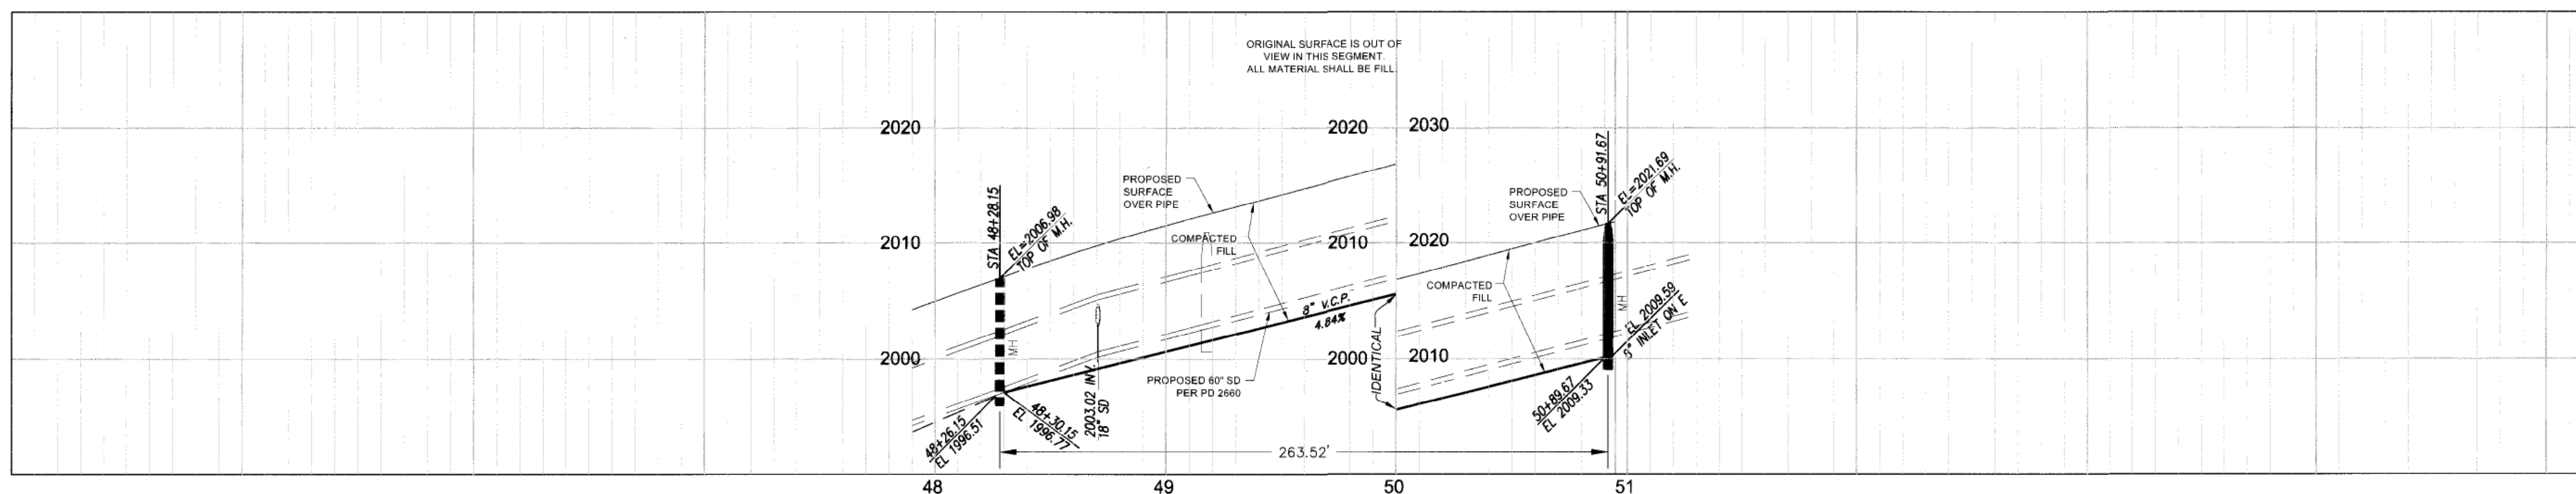 ORIGINAL SURFACE IS OUT OF
VIEW IN THIS SEGMENT.
ALL MATERIAL SHALL BE FILL.
2020
2020
2030
STA 48+28.15
EL=2006.98
TOP OF M.H.
PROPOSED
SURFACE
OVER PIPE
PROPOSED
SURFACE
OVER PIPE
STA 50+91.67
EL=2021.69
TOP OF M.H.
2010
COMPACTED
FILL
2010
2020
COMPACTED
FILL
MH
8" V.C.P.
4.84%
MH
EL 2009.59
INLET ON E
2000
2000
2010
IDENTICAL
PROPOSED 60" SD
PER PD 2660
2003.02 INV.
18" SD
48+26.15
EL 1996.51
48+30.15
EL 1996.77
50+89.67
EL 2009.33
263.52'
48
49
50
51